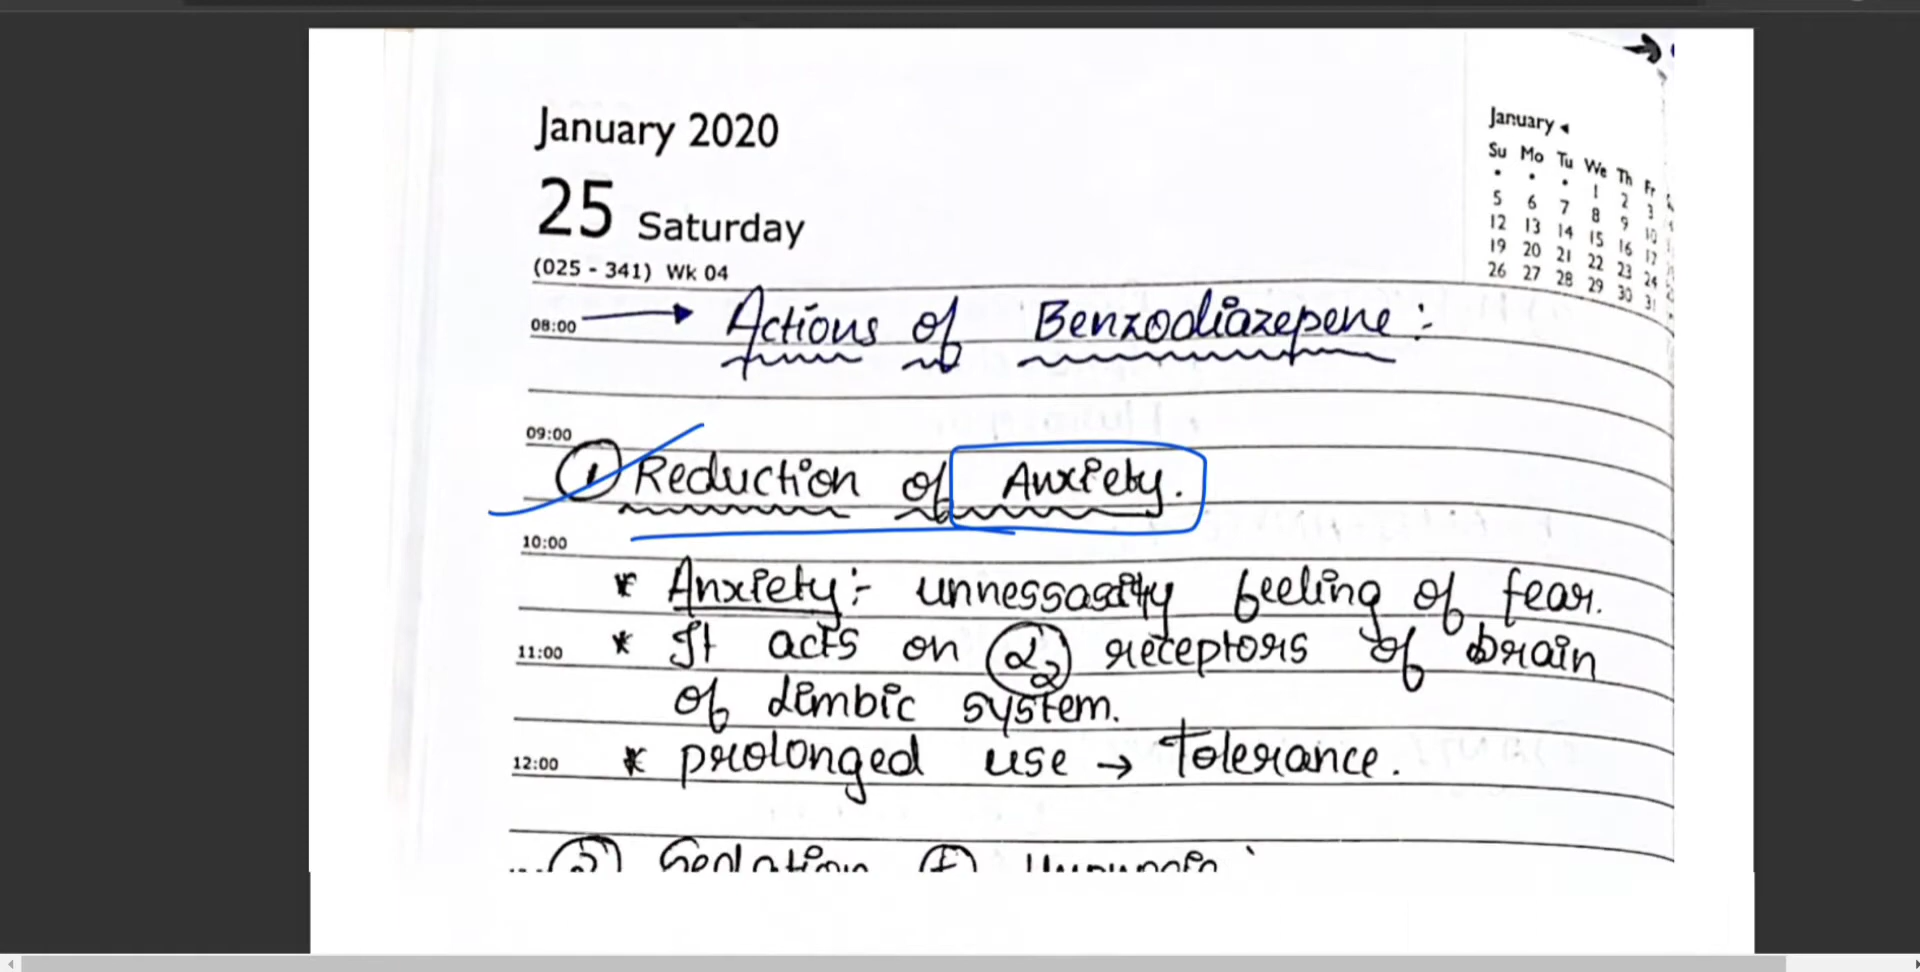 January 2020
25 Saturday
(025 - 341) Wk 04
January ◂
Su Mo Tu We Th Fr
• • • 1 2 3
5 6 7 8 9 10
12 13 14 15 16 17
19 20 21 22 23 24
26 27 28 29 30 31
08:00 → Actions of Benzodiazepene :-
09:00
① Reduction of Anxiety.
10:00
* Anxiety :- unnessasity feeling of fear.
11:00 * It acts on α2 receptors of brain
of Limbic system.
12:00 * prolonged use → Tolerance.
② Sedation